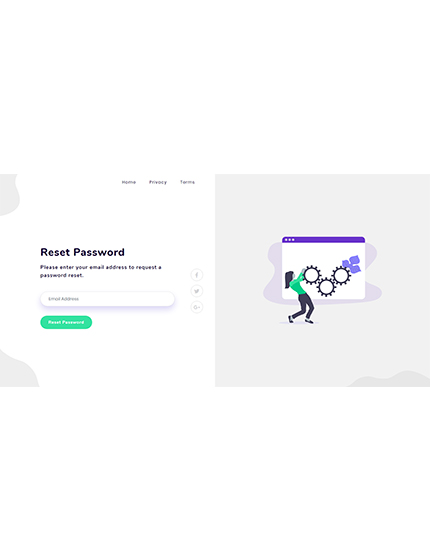 Home Privacy Terms
Reset Password
Please enter your email address to request a
password reset.
Email Address
Reset Password